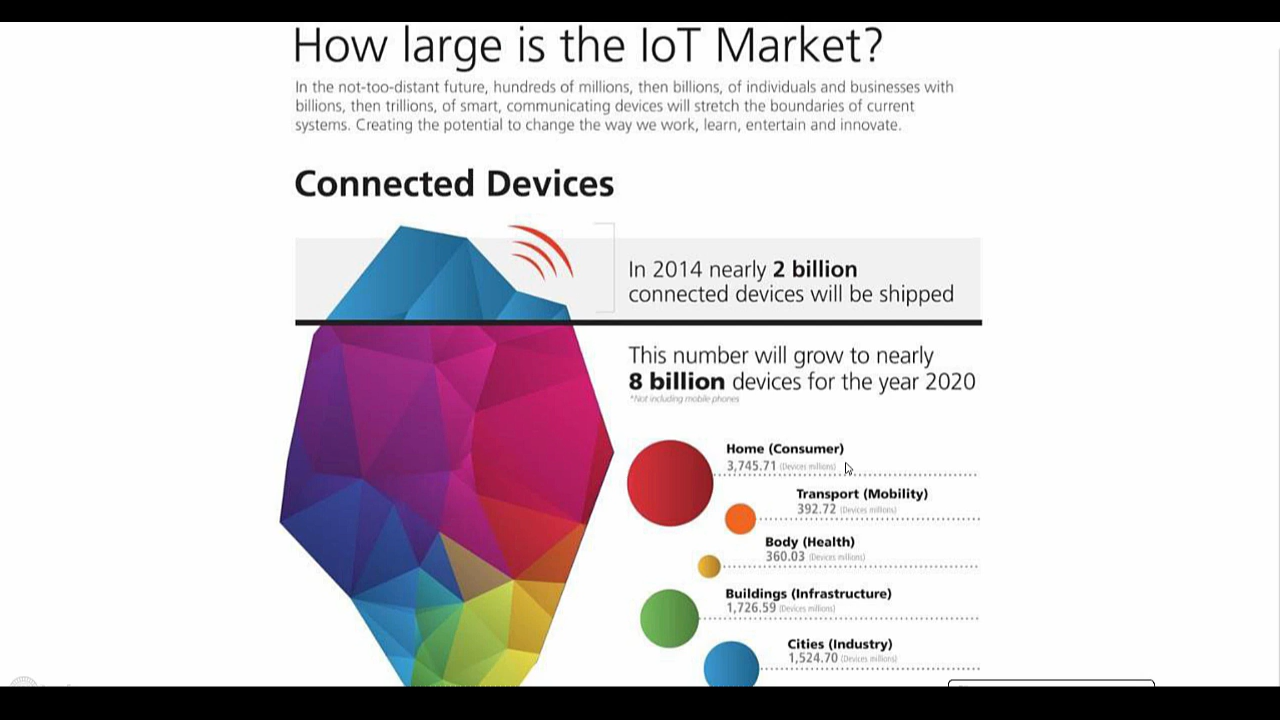 How large is the IoT Market?
In the not-too-distant future, hundreds of millions, then billions, of individuals and businesses with
billions, then trillions, of smart, communicating devices will stretch the boundaries of current
systems. Creating the potential to change the way we work, learn, entertain and innovate.
Connected Devices
In 2014 nearly 2 billion
connected devices will be shipped
This number will grow to nearly
8 billion devices for the year 2020
*Not including mobile phones
Home (Consumer)
3,745.71 (Devices millions)
Transport (Mobility)
392.72 (Devices millions)
Body (Health)
360.03 (Devices millions)
Buildings (Infrastructure)
1,726.59 (Devices millions)
Cities (Industry)
1,524.70 (Devices millions)